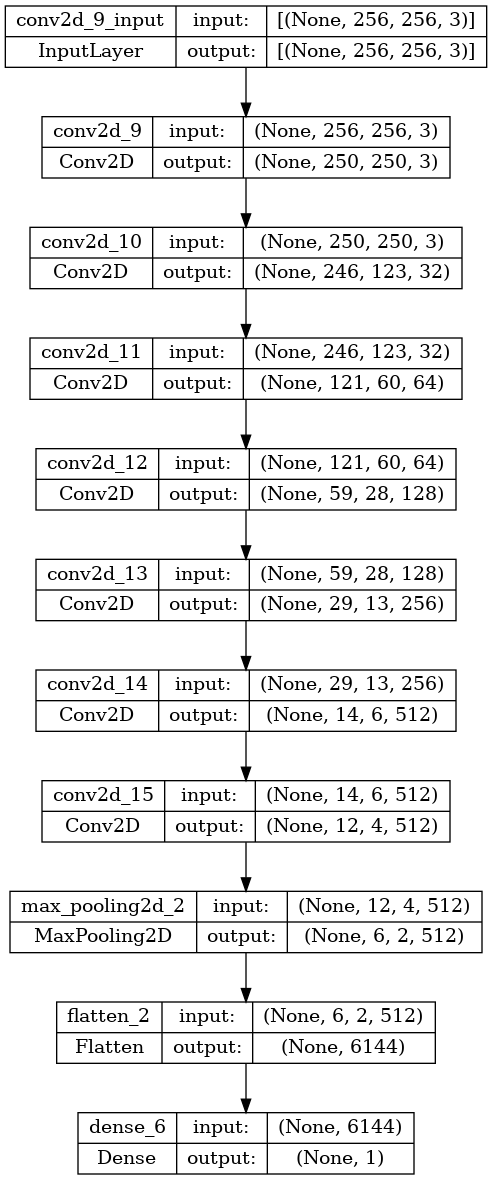 conv2d_9_input input: [(None, 256, 256, 3)]
InputLayer output: [(None, 256, 256, 3)]
conv2d_9 input: (None, 256, 256, 3)
Conv2D output: (None, 250, 250, 3)
conv2d_10 input: (None, 250, 250, 3)
Conv2D output: (None, 246, 123, 32)
conv2d_11 input: (None, 246, 123, 32)
Conv2D output: (None, 121, 60, 64)
conv2d_12 input: (None, 121, 60, 64)
Conv2D output: (None, 59, 28, 128)
conv2d_13 input: (None, 59, 28, 128)
Conv2D output: (None, 29, 13, 256)
conv2d_14 input: (None, 29, 13, 256)
Conv2D output: (None, 14, 6, 512)
conv2d_15 input: (None, 14, 6, 512)
Conv2D output: (None, 12, 4, 512)
max_pooling2d_2 input: (None, 12, 4, 512)
MaxPooling2D output: (None, 6, 2, 512)
flatten_2 input: (None, 6, 2, 512)
Flatten output: (None, 6144)
dense_6 input: (None, 6144)
Dense output: (None, 1)